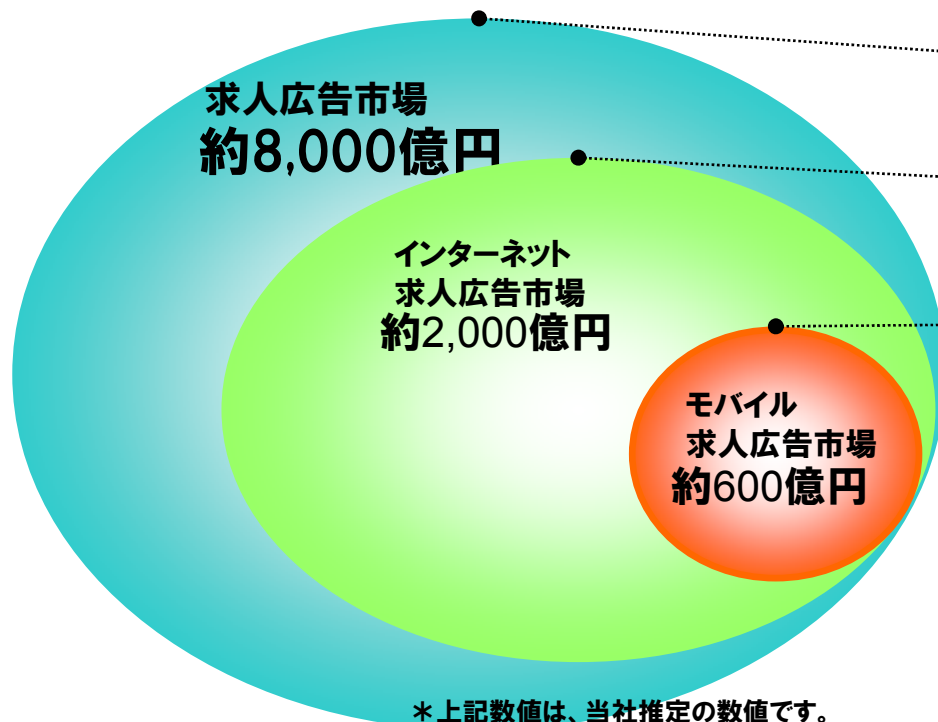 求人広告市場
約8,000億円
インターネット
求人広告市場
約2,000億円
モバイル
求人広告市場
約600億円
＊上記数値は、当社推定の数値です。